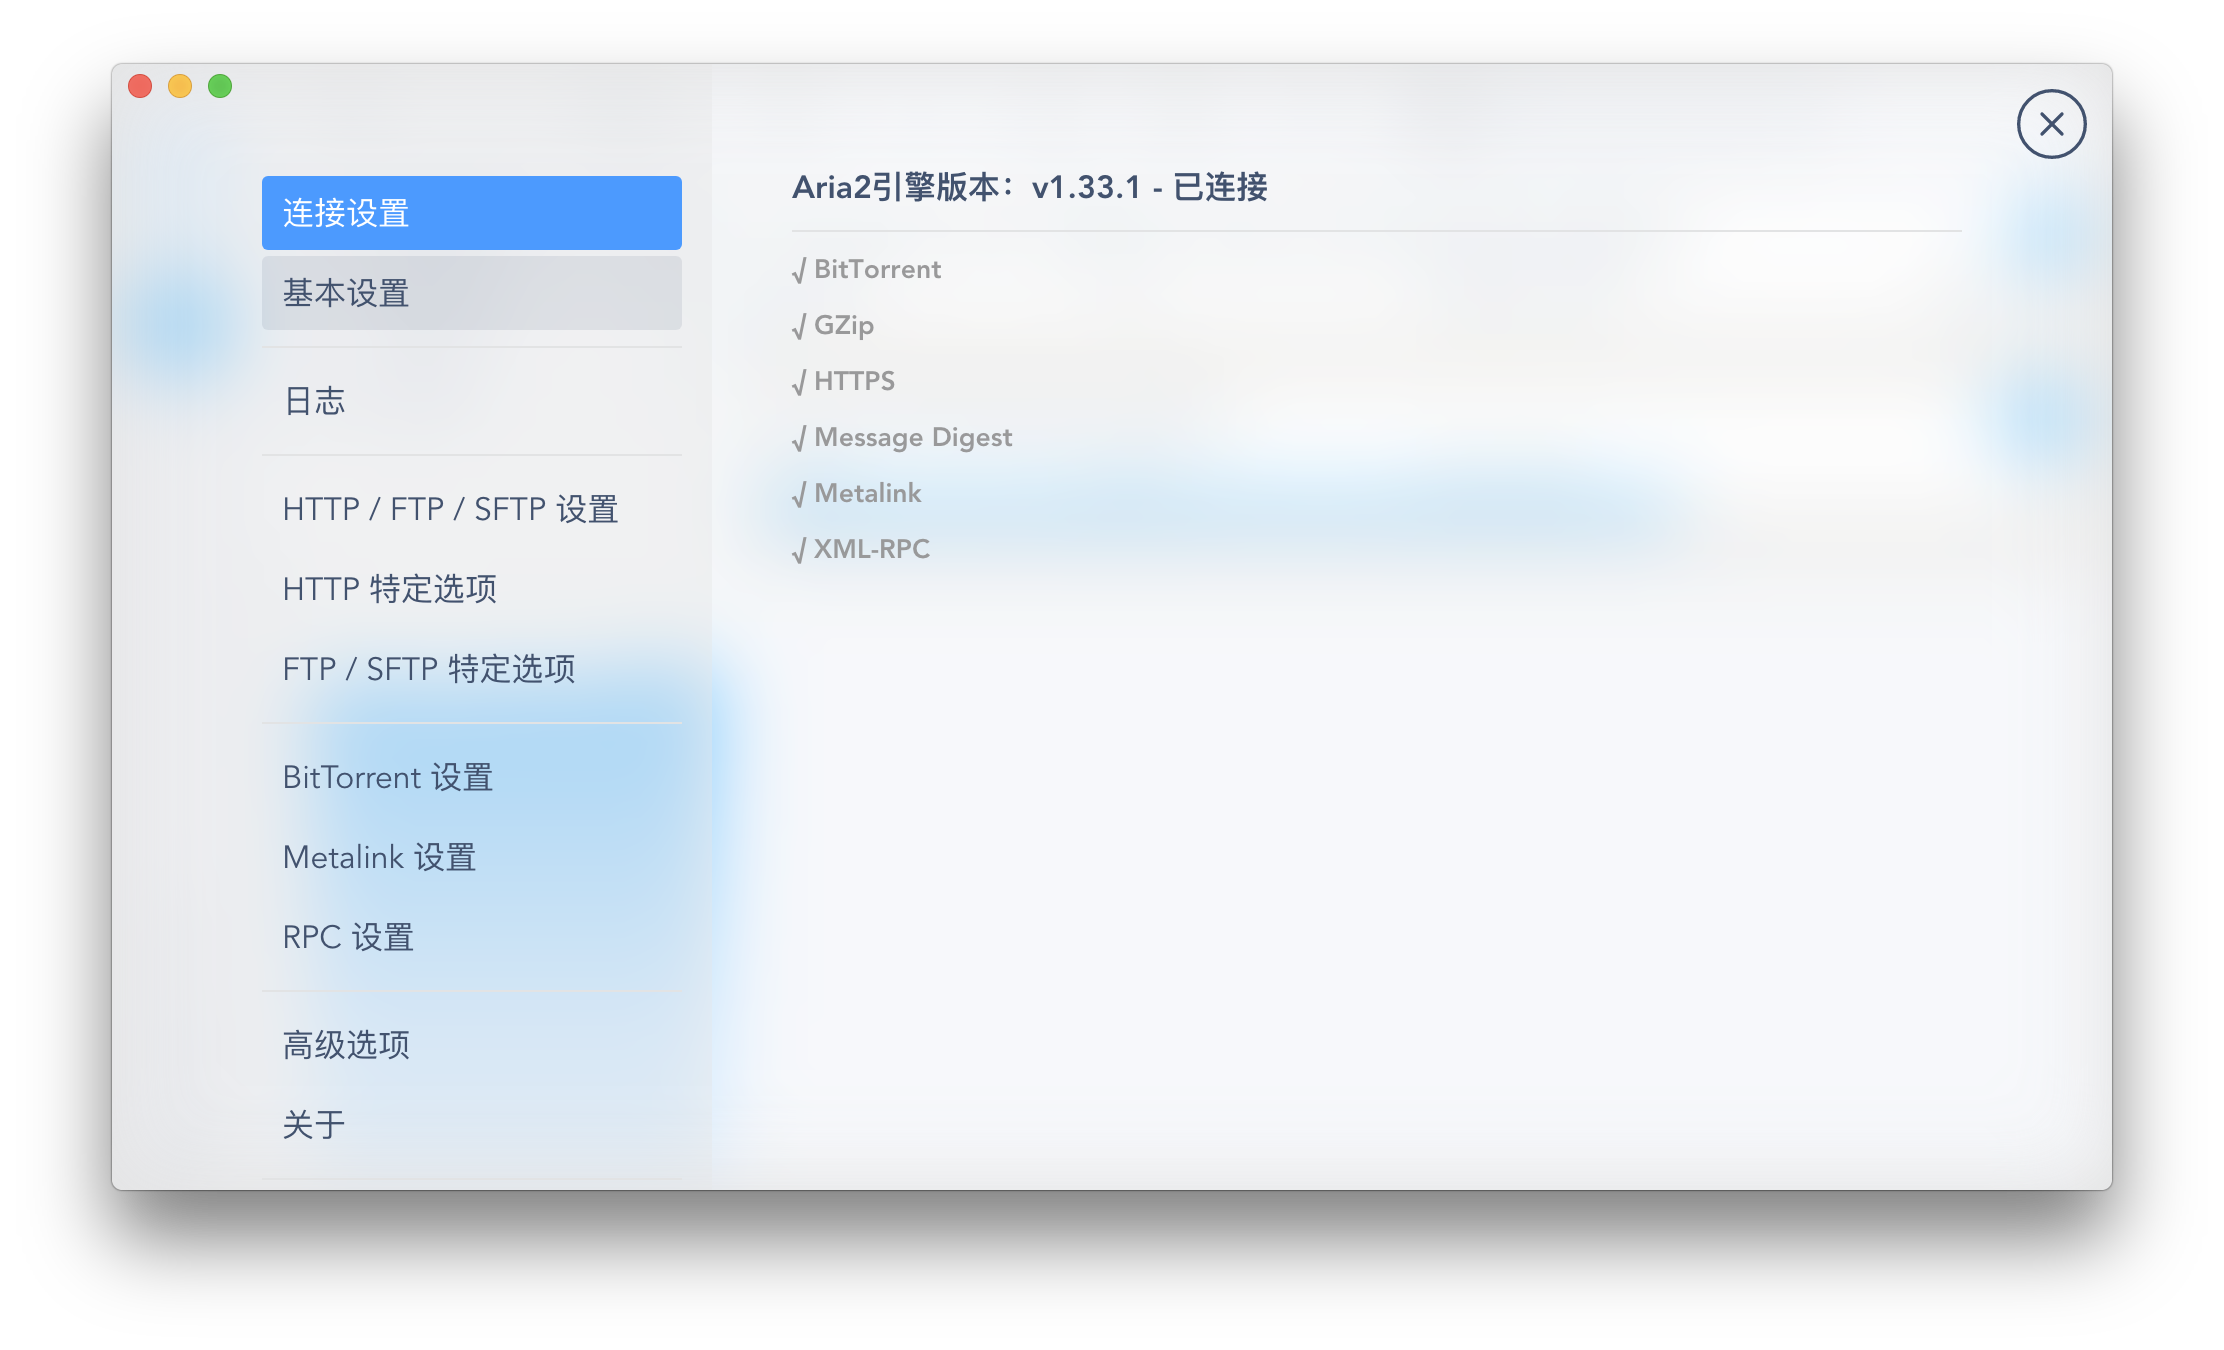 连接设置
基本设置
日志
HTTP / FTP / SFTP 设置
HTTP 特定选项
FTP / SFTP 特定选项
BitTorrent 设置
Metalink 设置
RPC 设置
高级选项
关于
Aria2引擎版本：v1.33.1 - 已连接
√ BitTorrent
√ GZip
√ HTTPS
√ Message Digest
√ Metalink
√ XML-RPC